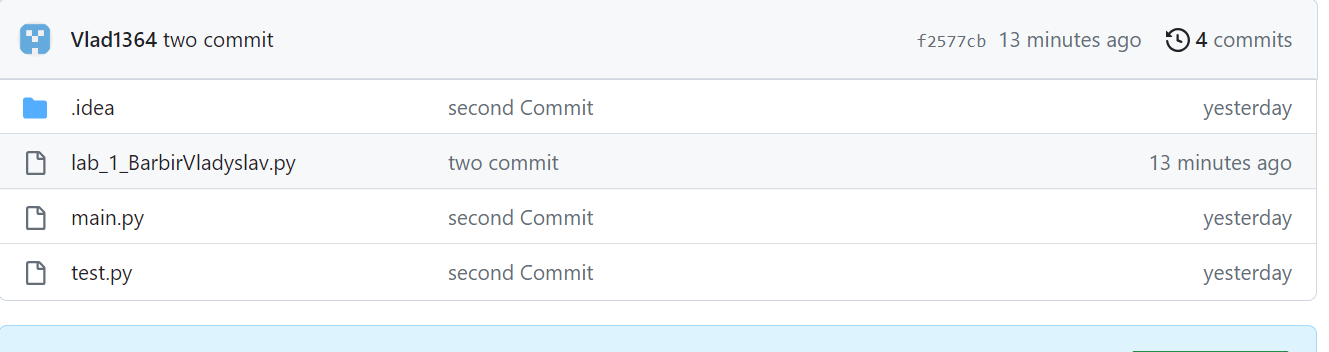 Vlad1364 two commit f2577cb 13 minutes ago 4 commits
.idea second Commit yesterday
lab_1_BarbirVladyslav.py two commit 13 minutes ago
main.py second Commit yesterday
test.py second Commit yesterday